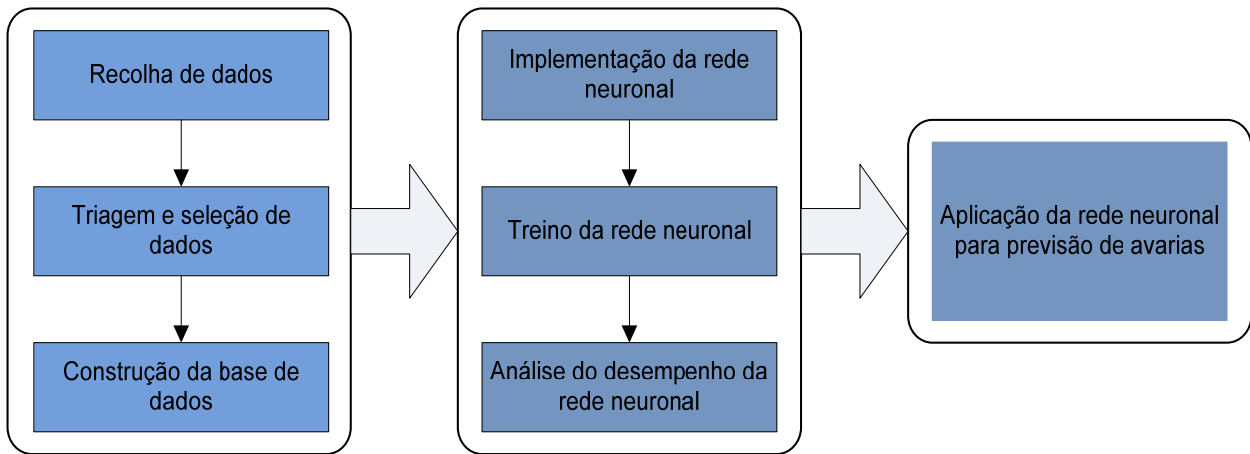 Recolha de dados
Triagem e seleção de
dados
Construção da base de
dados
Implementação da rede
neuronal
Treino da rede neuronal
Análise do desempenho da
rede neuronal
Aplicação da rede neuronal
para previsão de avarias